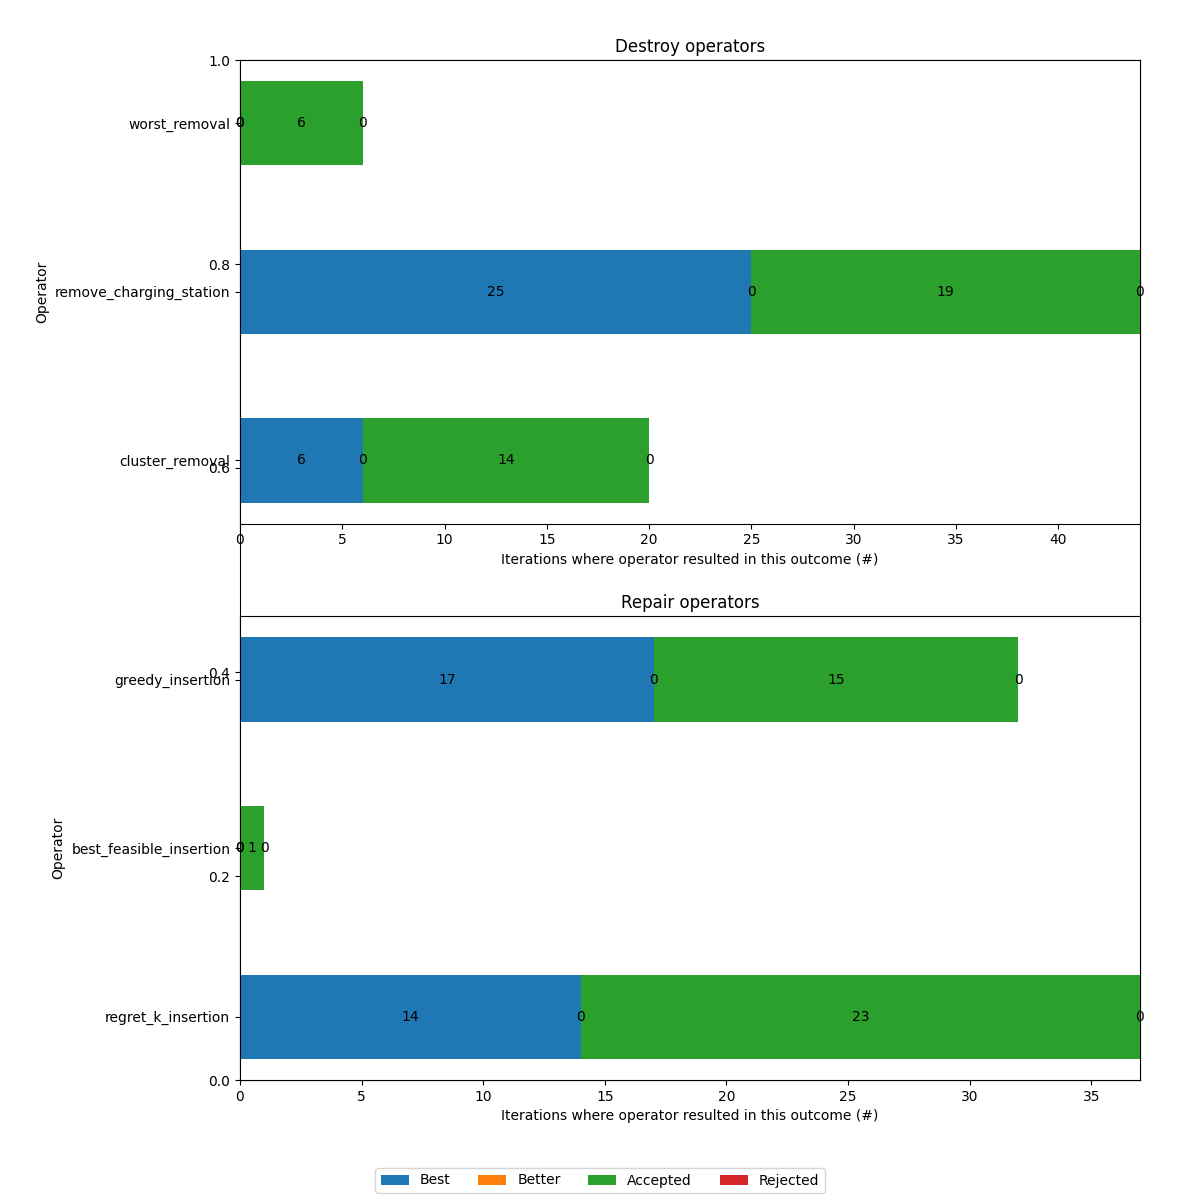 Destroy operators
1.0
worst_removal
0 0 6 0
Operator
0.8
remove_charging_station
25 0 19 0
cluster_removal
0.6
6 0 14 0
0 5 10 15 20 25 30 35 40
Iterations where operator resulted in this outcome (#)
Repair operators
0.4
greedy_insertion
17 0 15 0
Operator
best_feasible_insertion
0 0 1 0
0.2
regret_k_insertion
14 0 23 0
0.0
0 5 10 15 20 25 30 35
Iterations where operator resulted in this outcome (#)
Best Better Accepted Rejected